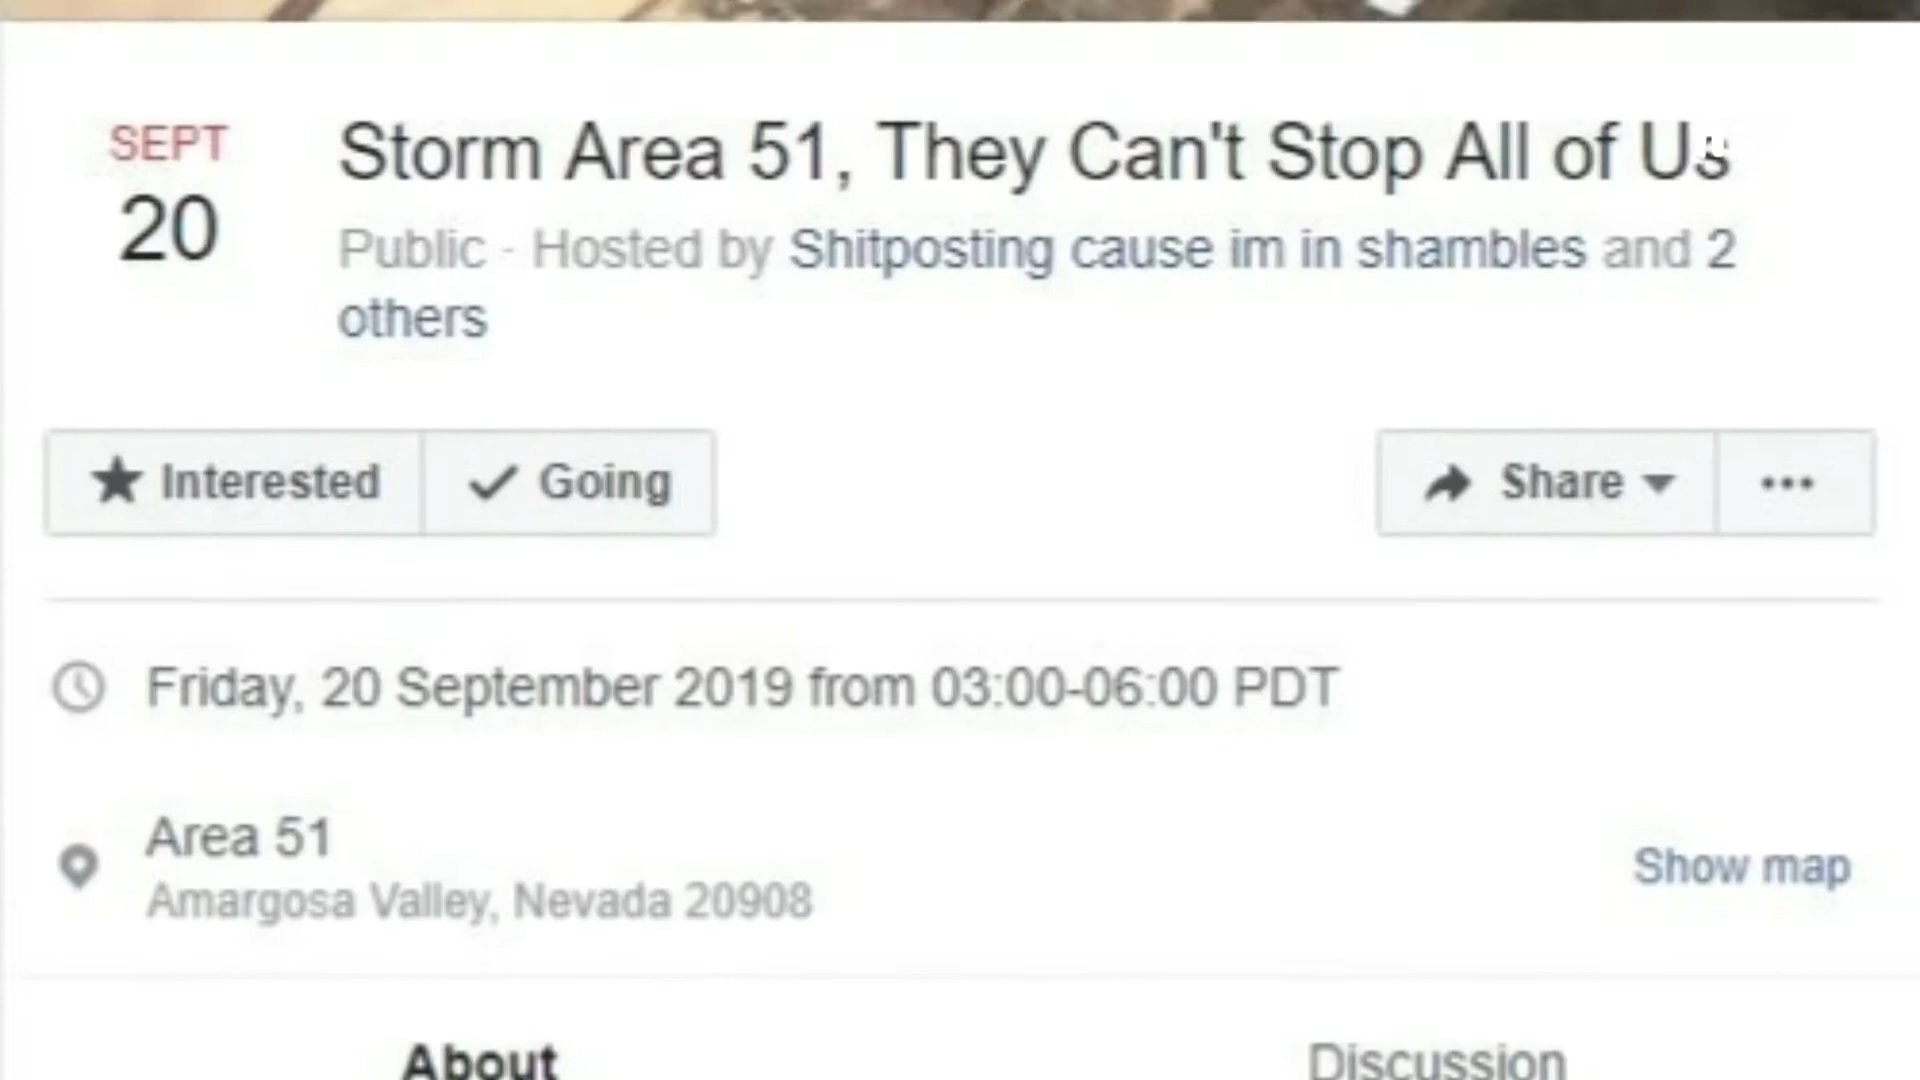 SEPT
20
Storm Area 51, They Can't Stop All of Us
Public - Hosted by Shitposting cause im in shambles and 2
others
Interested
Going
Share
Friday, 20 September 2019 from 03:00-06:00 PDT
Area 51
Amargosa Valley, Nevada 20908
Show map
About
Discussion